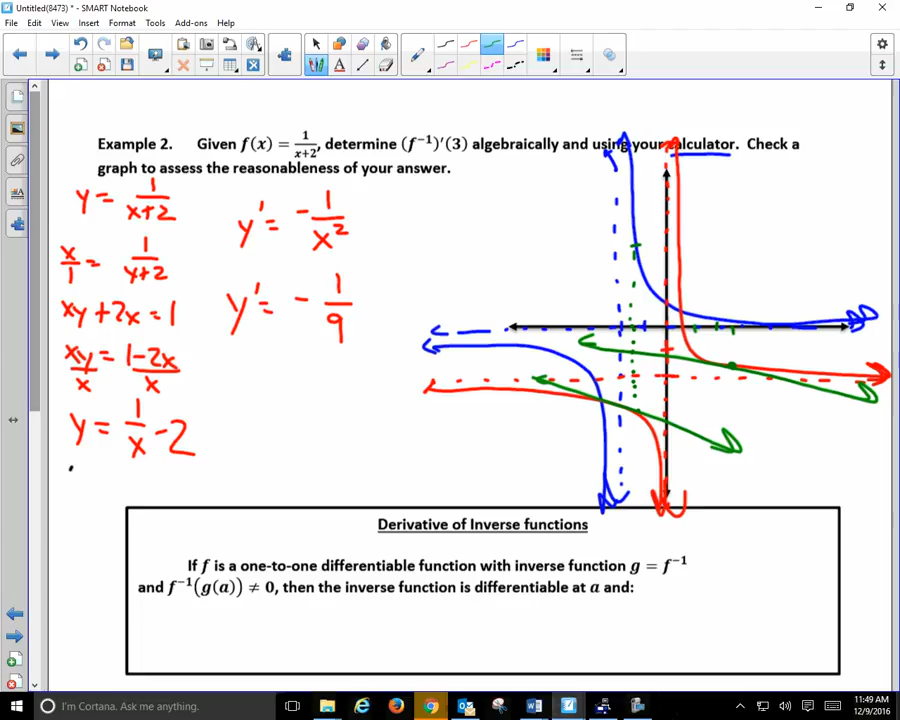 Untitled(8473) * - SMART Notebook
File Edit View Insert Format Tools Add-ons Help
Example 2. Given f(x) = 1/(x+2), determine (f⁻¹)′(3) algebraically and using your calculator. Check a
graph to assess the reasonableness of your answer.
y = 1/(x+2)
x/1 = 1/(y+2)
xy + 2x = 1
xy/x = (1-2x)/x
y = 1/x - 2
y' = - 1/x²
y' = - 1/9
Derivative of Inverse functions
If f is a one-to-one differentiable function with inverse function g = f⁻¹
and f⁻¹(g(a)) ≠ 0, then the inverse function is differentiable at a and:
I'm Cortana. Ask me anything.
11:49 AM
12/9/2016